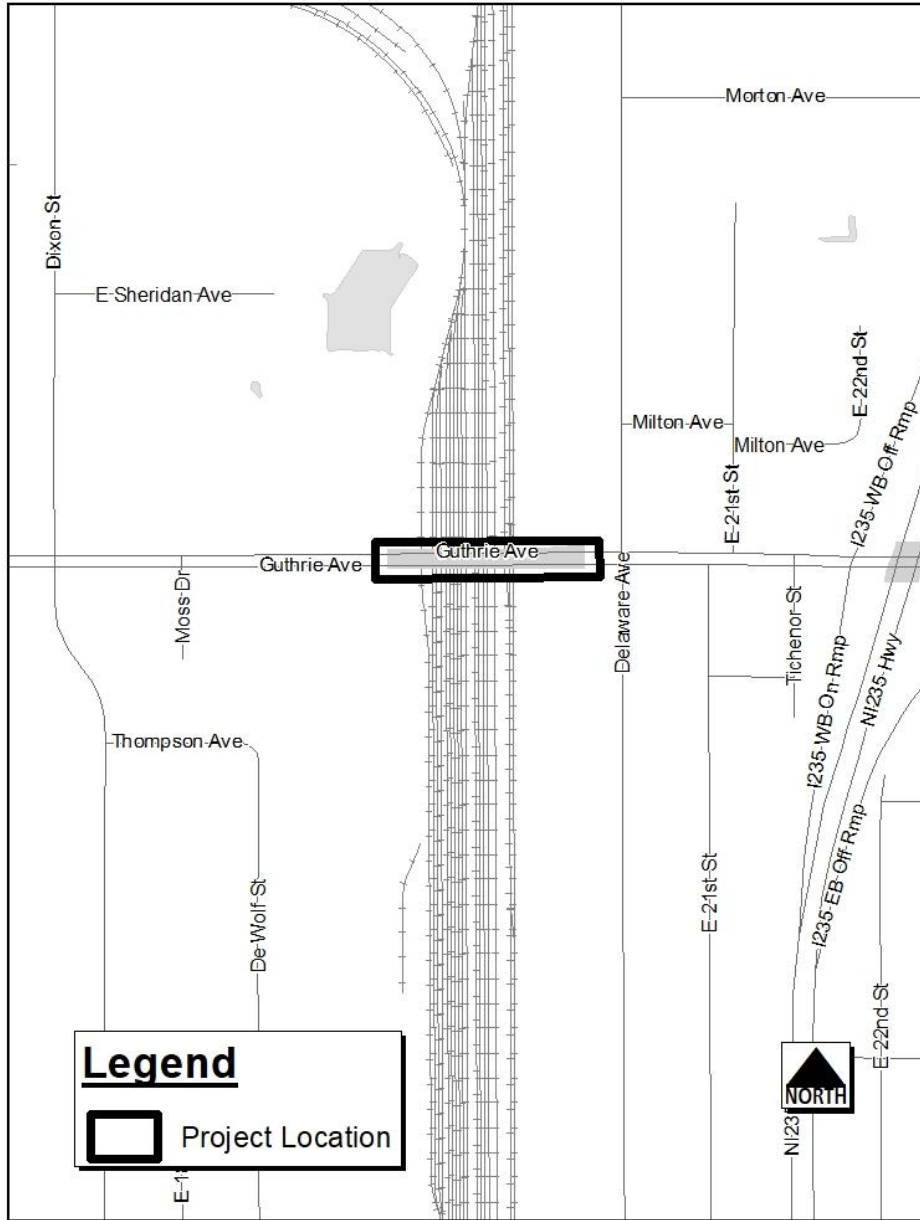 Morton Ave
Dixon St
E Sheridan Ave
E 22nd St
Milton Ave
Milton Ave
I235 WB Off Rmp
E 21st St
Guthrie Ave
Guthrie Ave
Moss Dr
Delaware Ave
Tichenor St
NI235 Hwy
I235 WB On Rmp
Thompson Ave
I235 EB Off Rmp
E 21st St
De Wolf St
E 22nd St
Legend
Project Location
NORTH